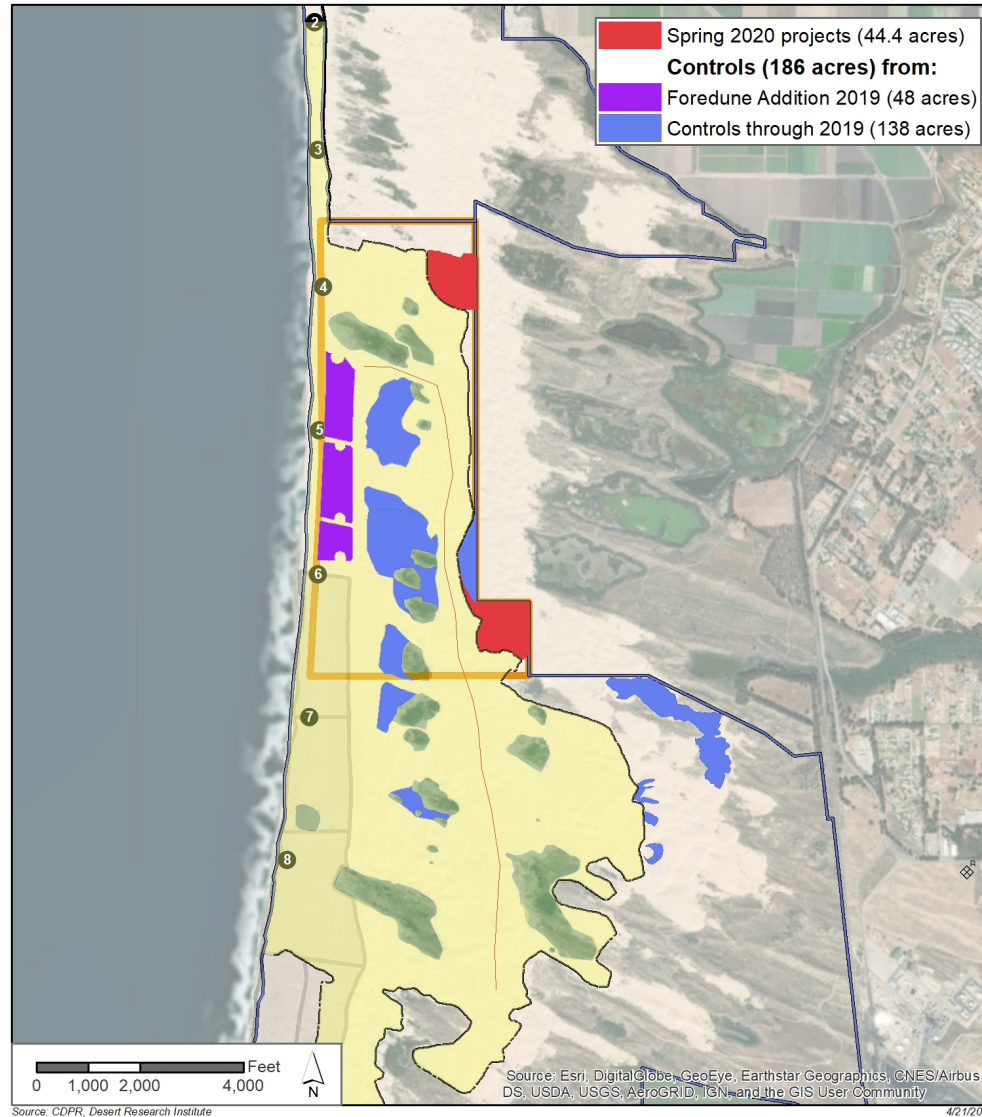 2
Spring 2020 projects (44.4 acres)
Controls (186 acres) from:
Foredune Addition 2019 (48 acres)
Controls through 2019 (138 acres)
3
4
5
6
7
8
R
Feet
0 1,000 2,000 4,000
N
Source: Esri, DigitalGlobe, GeoEye, Earthstar Geographics, CNES/Airbus
DS, USDA, USGS, AeroGRID, IGN, and the GIS User Community
Source: CDPR, Desert Research Institute
4/21/20